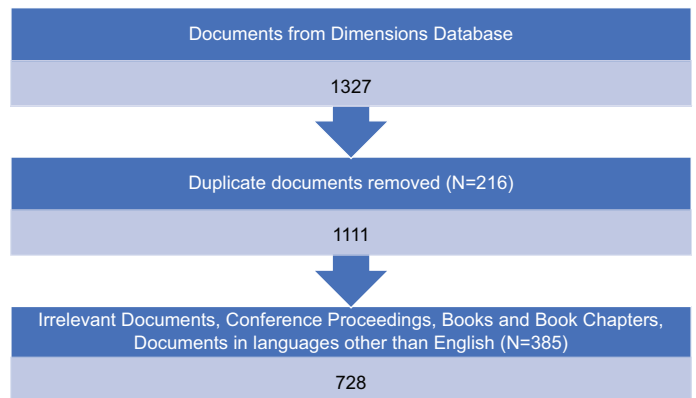 Documents from Dimensions Database
1327
Duplicate documents removed (N=216)
1111
Irrelevant Documents, Conference Proceedings, Books and Book Chapters,
Documents in languages other than English (N=385)
728